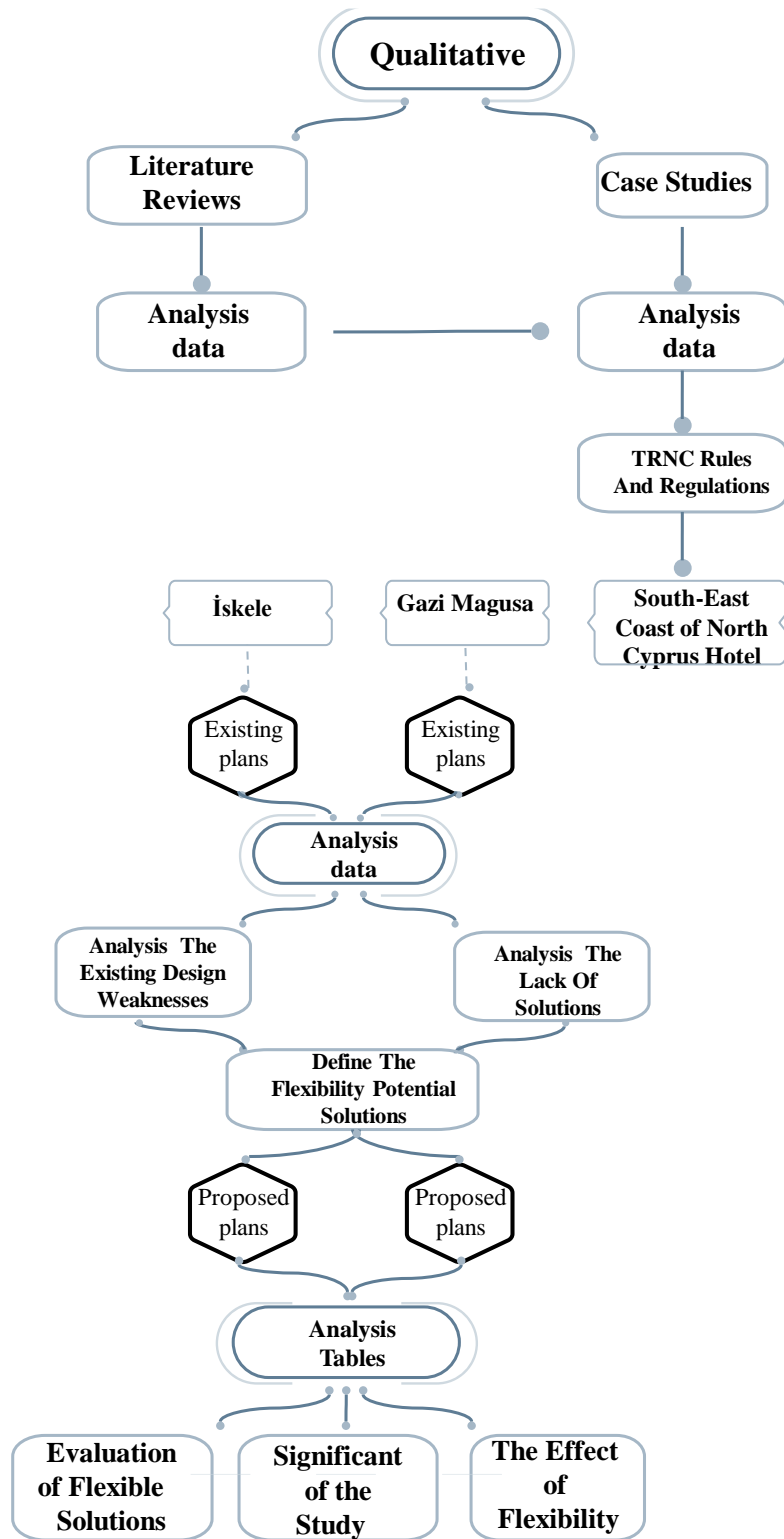 Qualitative
Literature
Reviews
Case Studies
Analysis
data
Analysis
data
TRNC Rules
And Regulations
South-East
Coast of North
Cyprus Hotel
İskele
Gazi Magusa
Existing
plans
Existing
plans
Analysis
data
Analysis The
Existing Design
Weaknesses
Analysis The
Lack Of
Solutions
Define The
Flexibility Potential
Solutions
Proposed
plans
Proposed
plans
Analysis
Tables
Evaluation
of Flexible
Solutions
Significant
of the
Study
The Effect
of
Flexibility